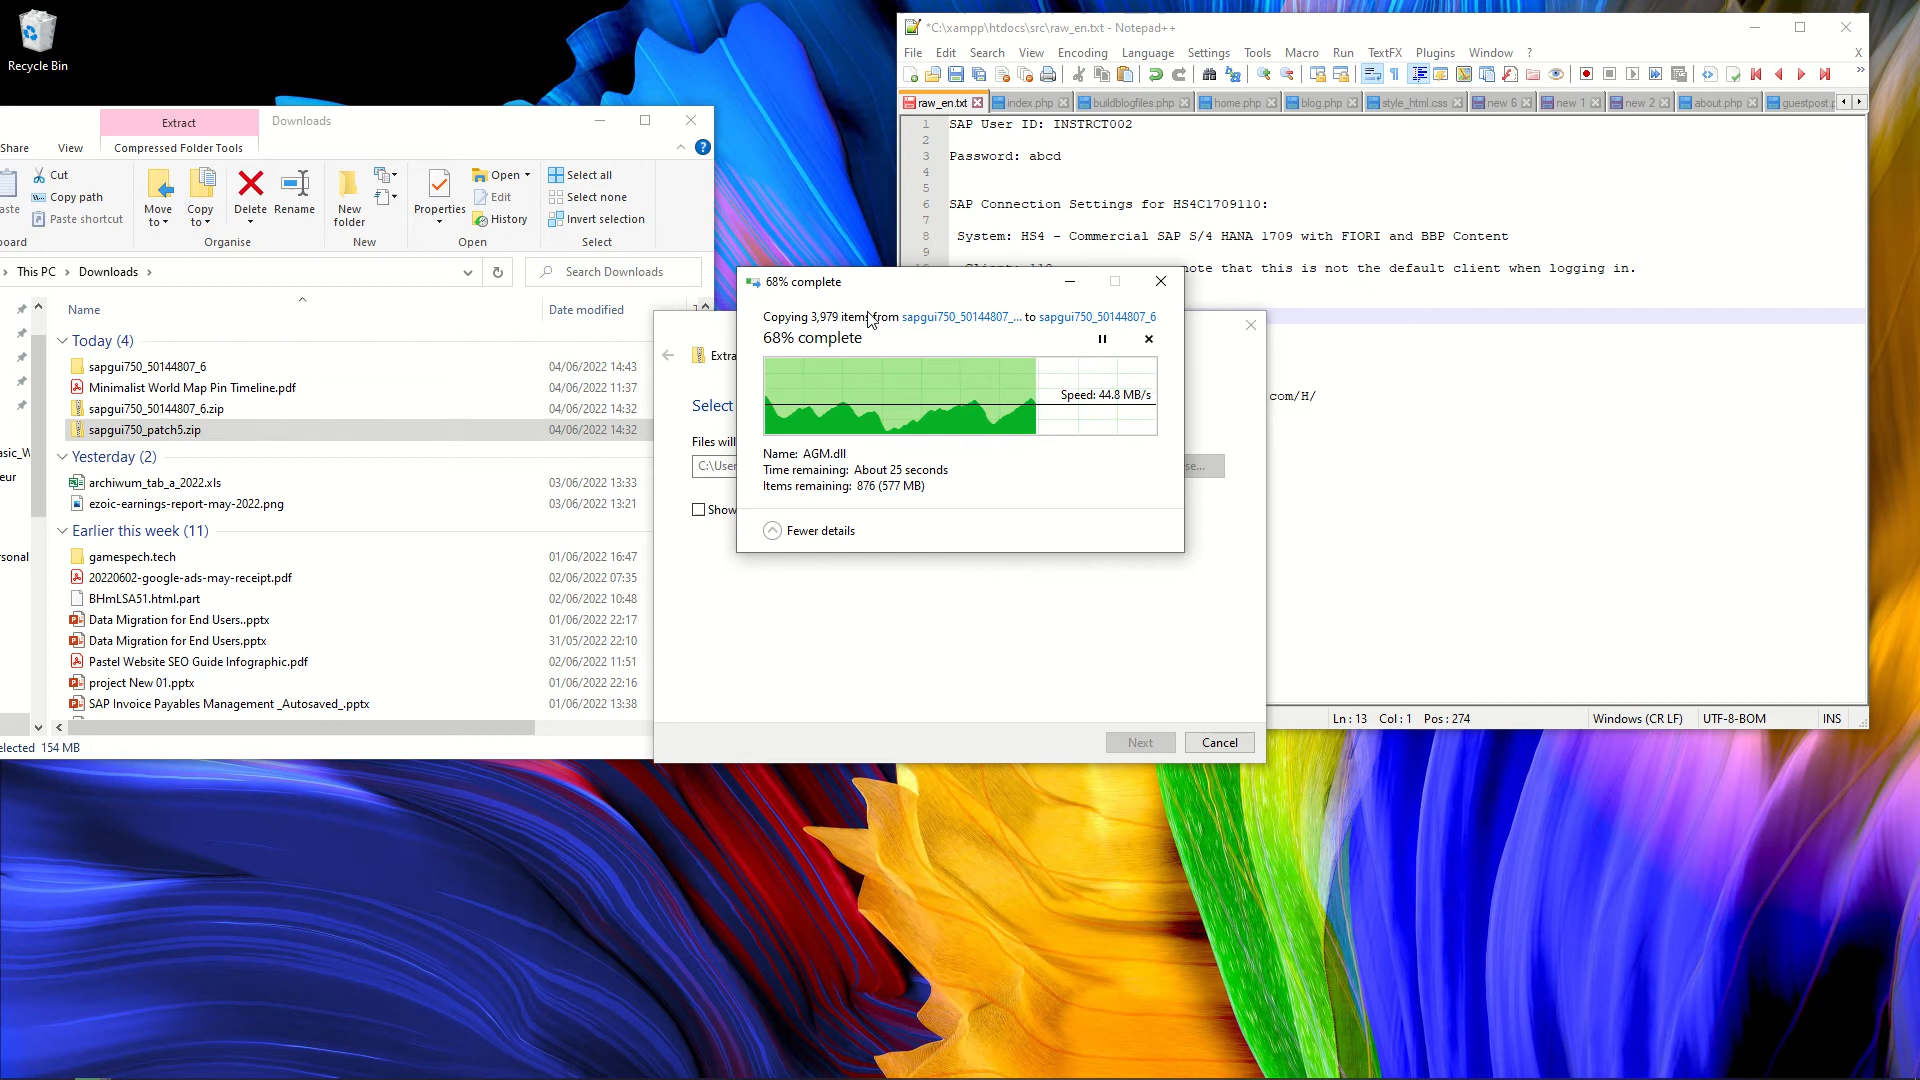 Recycle Bin
Extract
Downloads
Share
View
Compressed Folder Tools
Cut
Copy path
Paste shortcut
Move to
Copy to
Delete
Rename
New folder
Properties
Open
Edit
History
Select all
Select none
Invert selection
Organise
New
Open
Select
This PC > Downloads >
Search Downloads
Name
Date modified
Today (4)
sapgui750_50144807_6 04/06/2022 14:43
Minimalist World Map Pin Timeline.pdf 04/06/2022 11:37
sapgui750_50144807_6.zip 04/06/2022 14:32
sapgui750_patch5.zip 04/06/2022 14:32
Yesterday (2)
archiwum_tab_a_2022.xls 03/06/2022 13:33
ezoic-earnings-report-may-2022.png 03/06/2022 13:21
Earlier this week (11)
gamespech.tech 01/06/2022 16:47
20220602-google-ads-may-receipt.pdf 02/06/2022 07:35
BHmLSA51.html.part 02/06/2022 10:48
Data Migration for End Users..pptx 01/06/2022 22:17
Data Migration for End Users.pptx 31/05/2022 22:10
Pastel Website SEO Guide Infographic.pdf 02/06/2022 11:51
project New 01.pptx 01/06/2022 22:16
SAP Invoice Payables Management _Autosaved_.pptx 01/06/2022 13:38
elected 154 MB
*C:\xampp\htdocs\src\raw_en.txt - Notepad++
File Edit Search View Encoding Language Settings Tools Macro Run TextFX Plugins Window ? X
raw_en.txt index.php buildblogfiles.php home.php blog.php style_html.css new 6 new 1 new 2 about.php guestpost.p
1 SAP User ID: INSTRCT002
2
3 Password: abcd
4
5
6 SAP Connection Settings for HS4C1709110:
7
8 System: HS4 - Commercial SAP S/4 HANA 1709 with FIORI and BBP Content
9
note that this is not the default client when logging in.
com/H/
Ln : 13 Col : 1 Pos : 274
Windows (CR LF)
UTF-8-BOM
INS
68% complete
Copying 3,979 items from sapgui750_50144807_... to sapgui750_50144807_6
68% complete
Speed: 44.8 MB/s
Name: AGM.dll
Time remaining: About 25 seconds
Items remaining: 876 (577 MB)
Fewer details
Extra
Select
Files will
C:\User
se...
Show
Next
Cancel